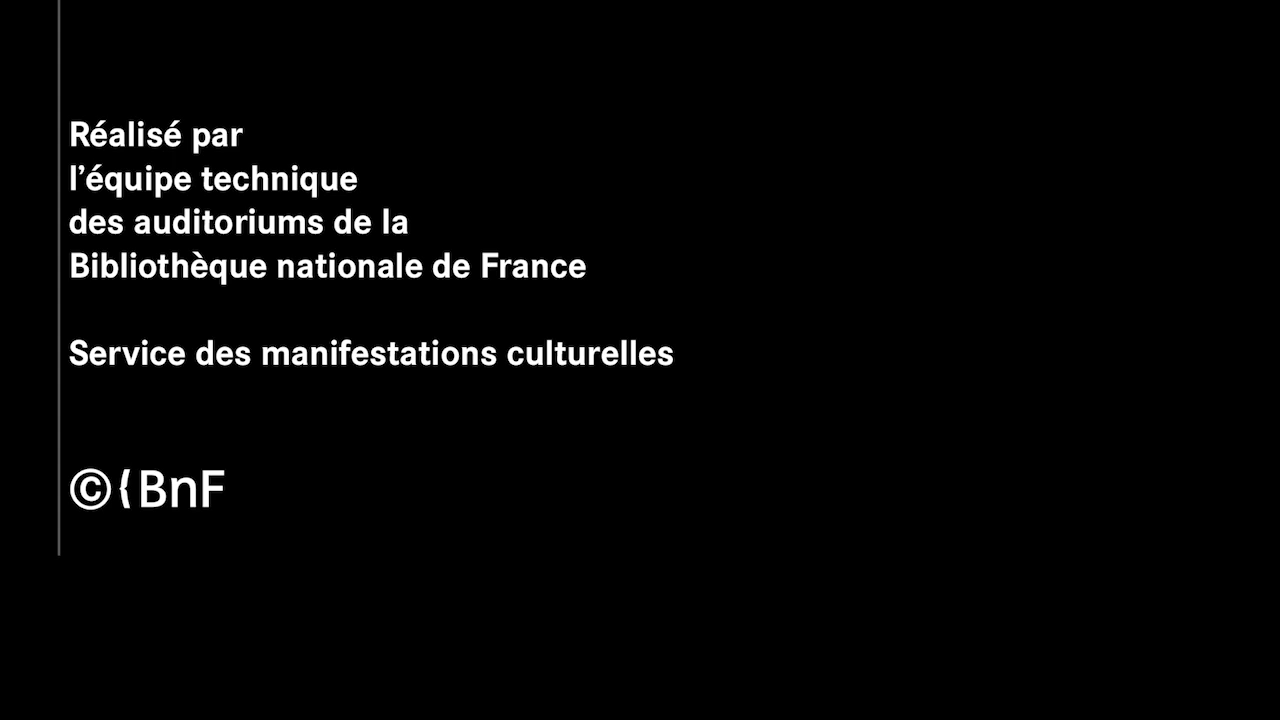 Réalisé par
l’équipe technique
des auditoriums de la
Bibliothèque nationale de France
Service des manifestations culturelles
©{BnF